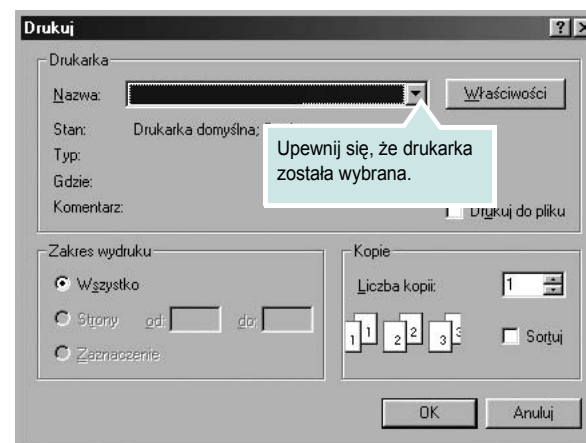 Drukuj
Drukarka
Nazwa:
Właściwości
Stan: Drukarka domyślna;
Upewnij się, że drukarka
została wybrana.
Typ:
Gdzie:
Komentarz:
Drukuj do pliku
Zakres wydruku
Wszystko
Strony od: do:
Zaznaczenie
Kopie
Liczba kopii: 1
1 1 2 2 3 3
Sortuj
OK Anuluj